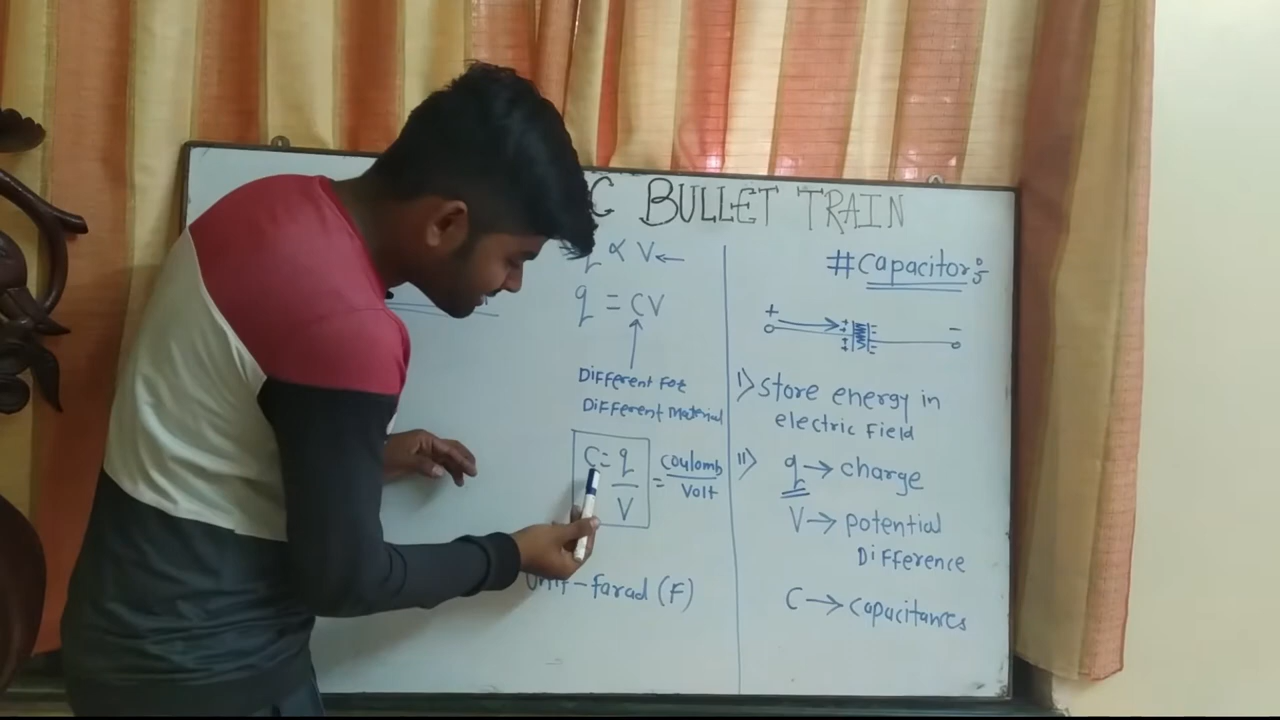 C BULLET TRAIN
q ∝ V ←
q = CV
Different For
Different Material
C = q/V = Coulomb/Volt
Unit - farad (F)
# Capacitor :-
+ -
I> Store energy in
electric Field
II> q → charge
V → potential
Difference
C → Capacitances